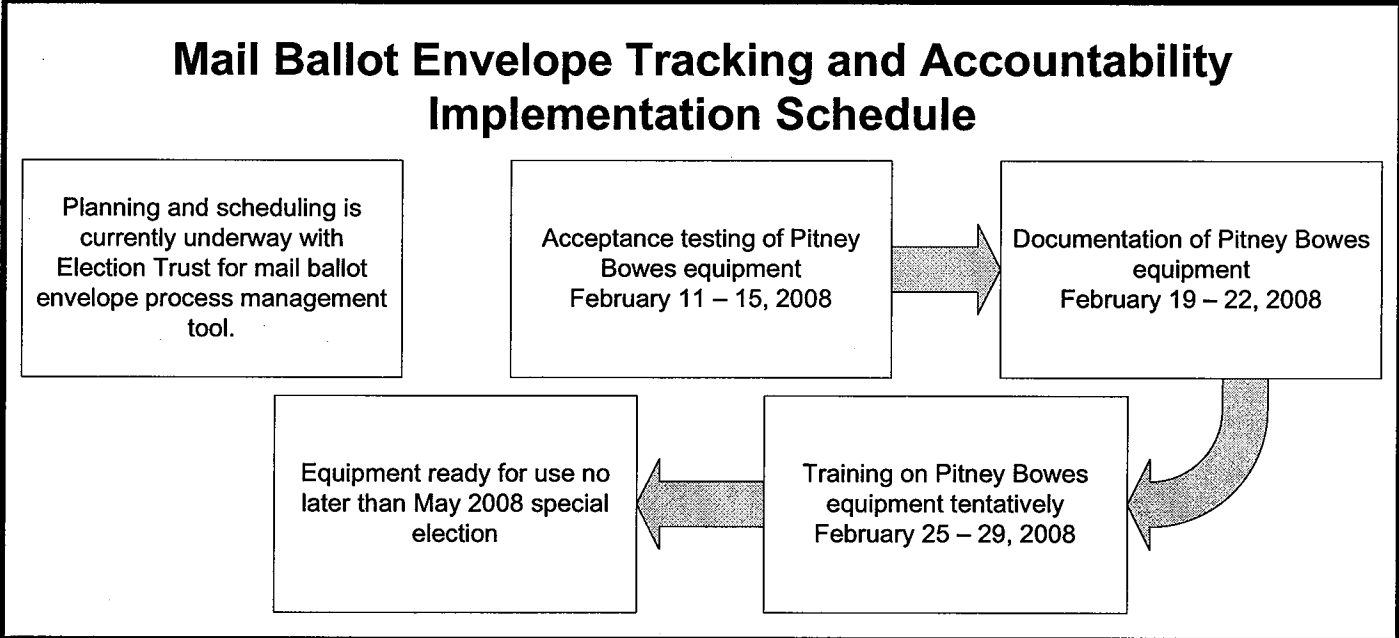 Mail Ballot Envelope Tracking and Accountability
Implementation Schedule
Planning and scheduling is
currently underway with
Election Trust for mail ballot
envelope process management
tool.
Acceptance testing of Pitney
Bowes equipment
February 11 – 15, 2008
Documentation of Pitney Bowes
equipment
February 19 – 22, 2008
Training on Pitney Bowes
equipment tentatively
February 25 – 29, 2008
Equipment ready for use no
later than May 2008 special
election